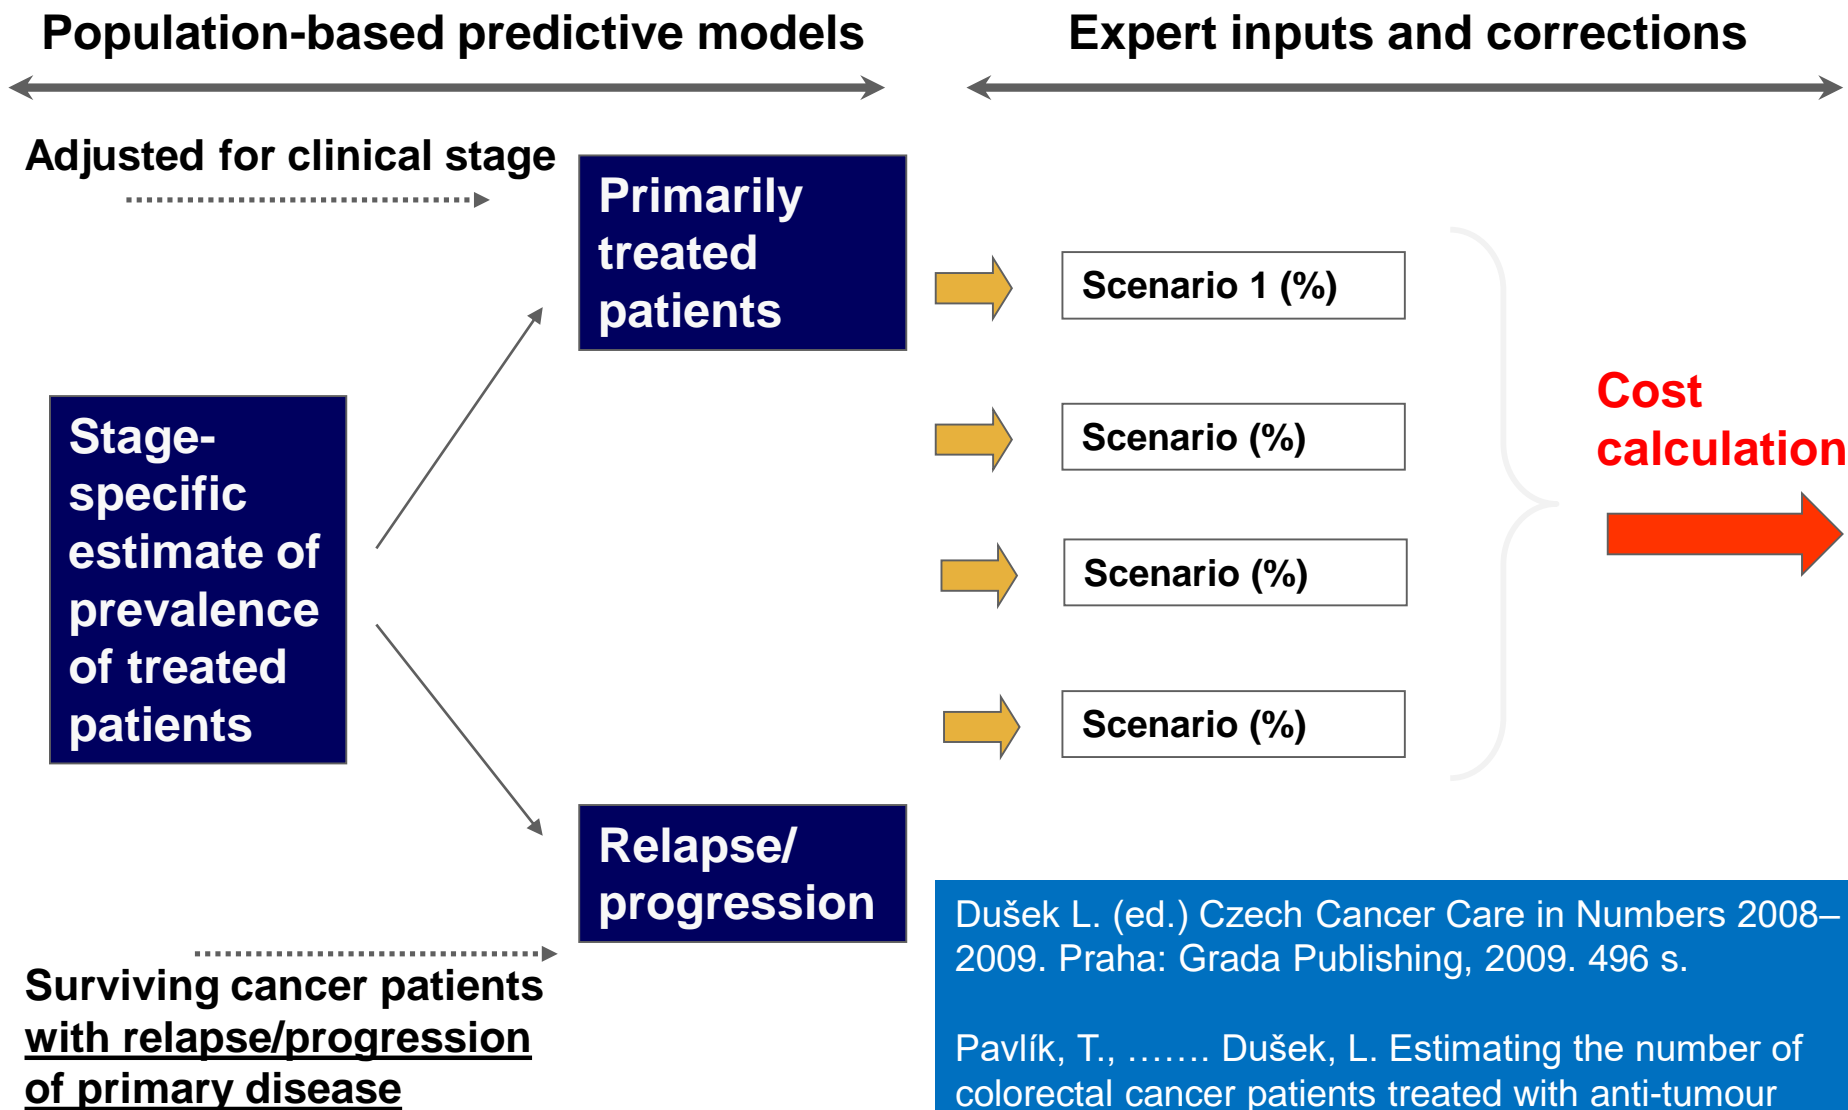 Population-based predictive models
Expert inputs and corrections
Adjusted for clinical stage
Primarily
treated
patients
Stage-
specific
estimate of
prevalence
of treated
patients
Relapse/
progression
Surviving cancer patients
with relapse/progression
of primary disease
Scenario 1 (%)
Scenario (%)
Scenario (%)
Scenario (%)
Cost
calculation
Dušek L. (ed.) Czech Cancer Care in Numbers 2008–
2009. Praha: Grada Publishing, 2009. 496 s.
Pavlík, T., ……. Dušek, L. Estimating the number of
colorectal cancer patients treated with anti-tumour